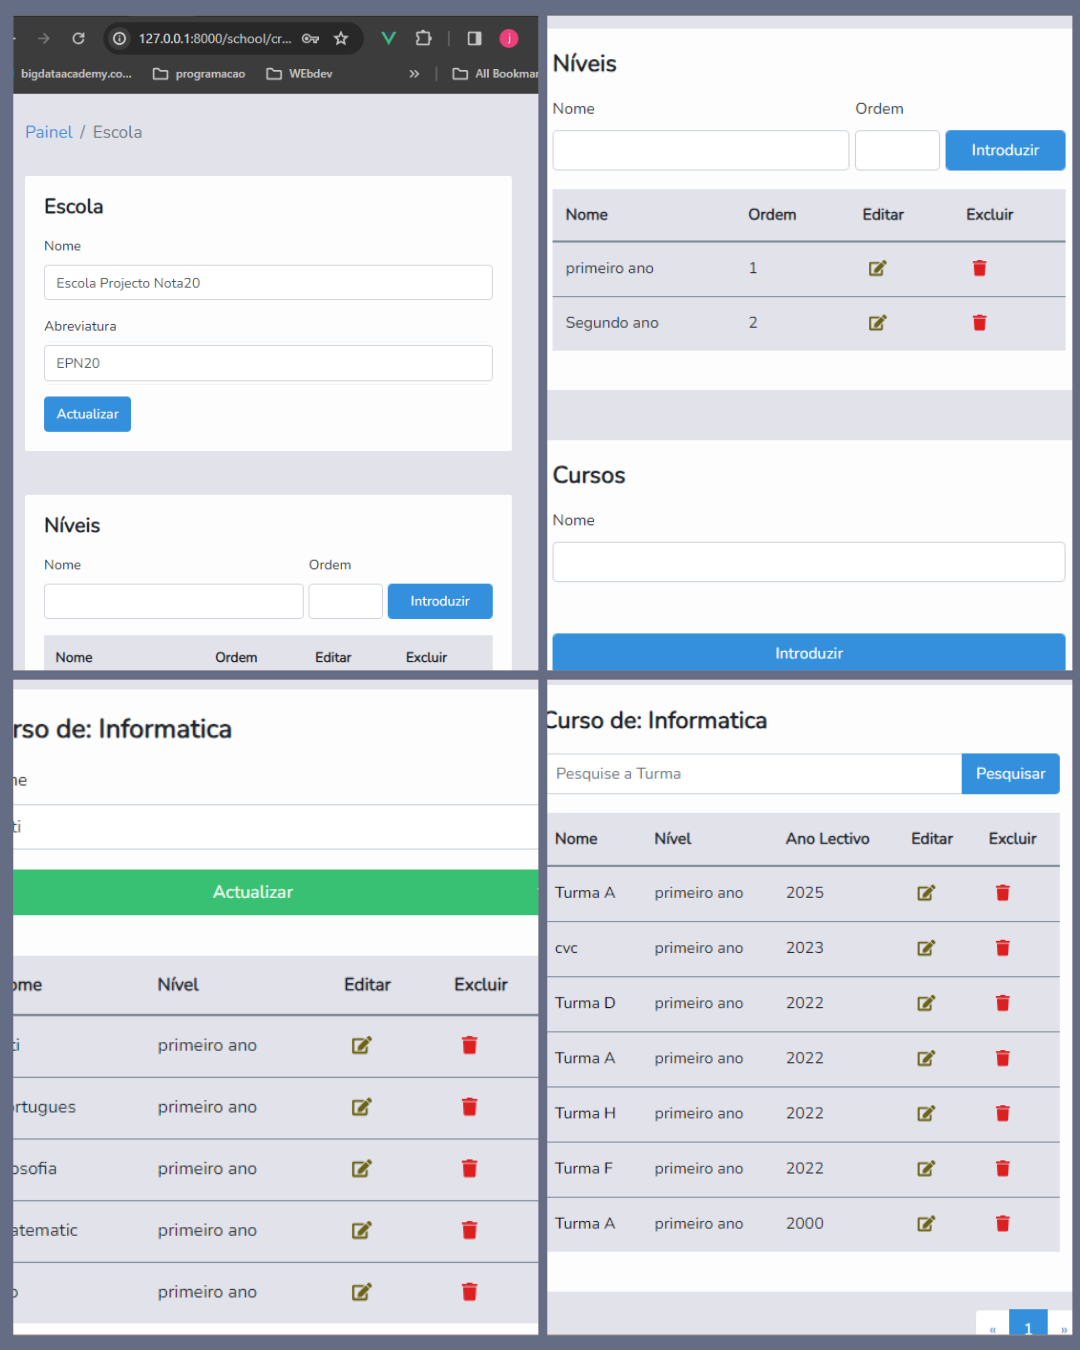 127.0.0.1:8000/school/cr...
j
bigdataacademy.co... programacao WEbdev » All Bookmar
Painel / Escola
Escola
Nome
Escola Projecto Nota20
Abreviatura
EPN20
Actualizar
Níveis
Nome Ordem
Introduzir
Nome Ordem Editar Excluir
Níveis
Nome Ordem
Introduzir
Nome Ordem Editar Excluir
primeiro ano 1
Segundo ano 2
Cursos
Nome
Introduzir
rso de: Informatica
ne
ti
Actualizar
ome Nível Editar Excluir
ti primeiro ano
rtugues primeiro ano
osofia primeiro ano
atematic primeiro ano
primeiro ano
Curso de: Informatica
Pesquise a Turma Pesquisar
Nome Nível Ano Lectivo Editar Excluir
Turma A primeiro ano 2025
cvc primeiro ano 2023
Turma D primeiro ano 2022
Turma A primeiro ano 2022
Turma H primeiro ano 2022
Turma F primeiro ano 2022
Turma A primeiro ano 2000
« 1 »